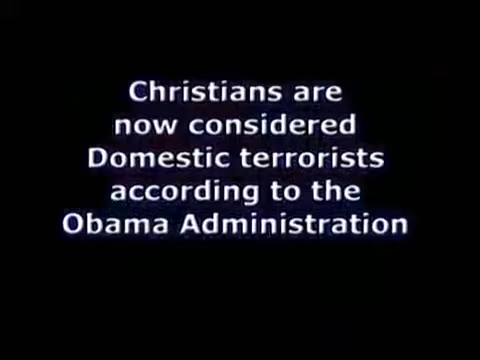 Christians are
now considered
Domestic terrorists
according to the
Obama Administration